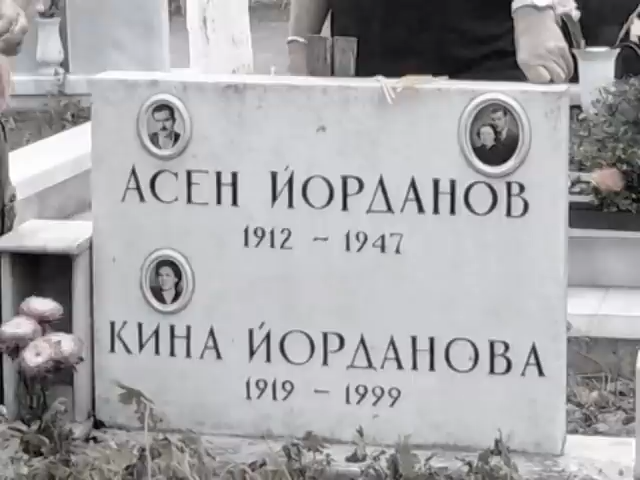 АСЕН ЙОРДАНОВ
1912 - 1947
КИНА ЙОРДАНОВА
1919 - 1999